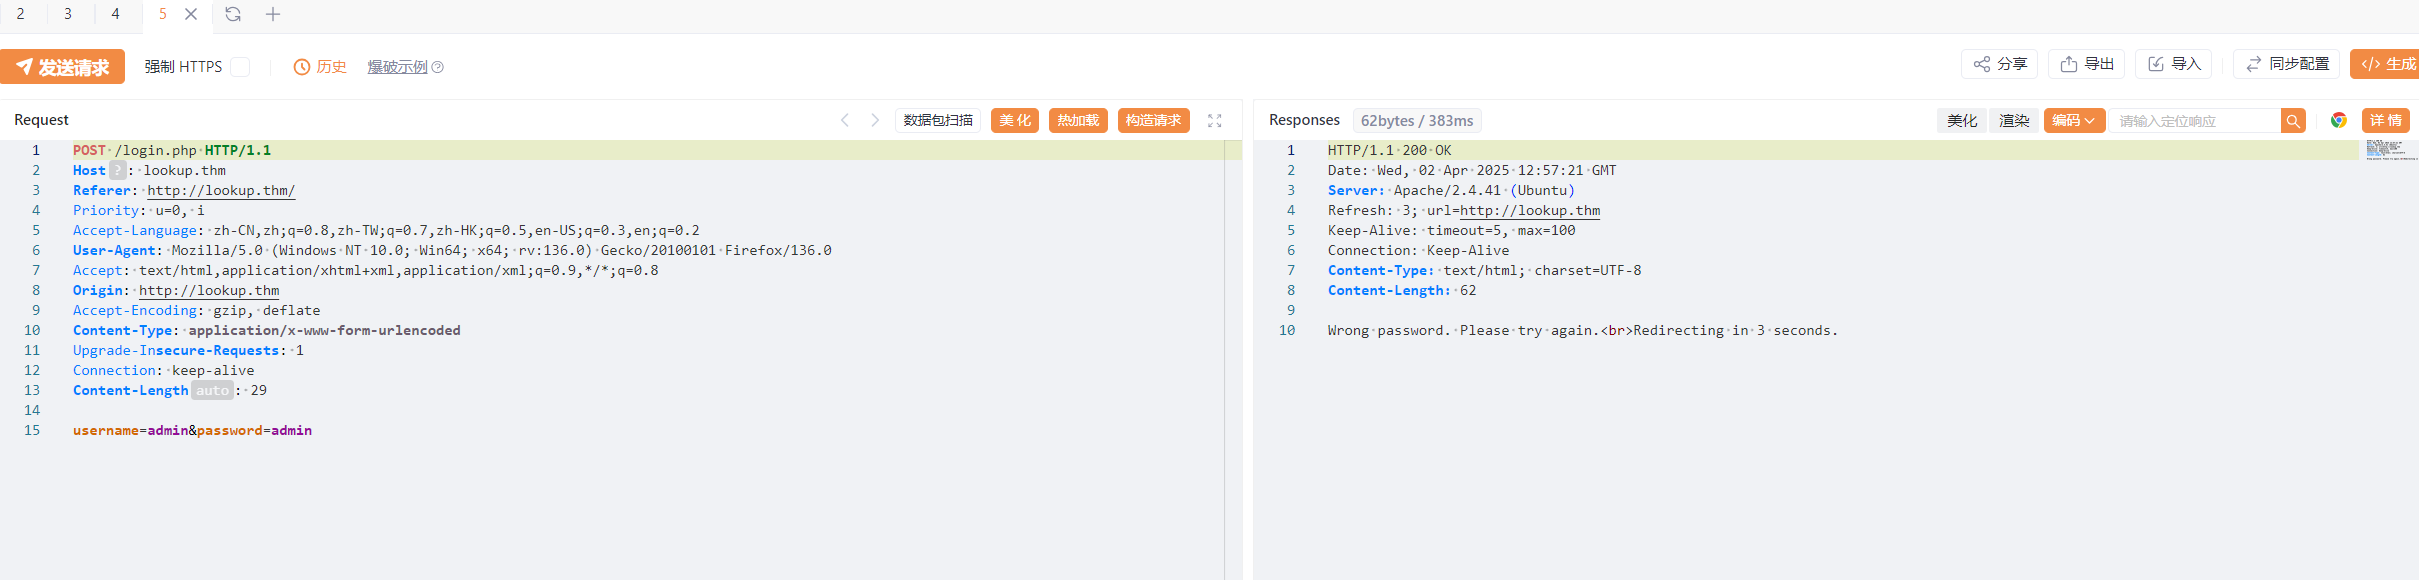 2 3 4 5
发送请求 强制 HTTPS 历史 爆破示例 分享 导出 导入 同步配置 </> 生成
Request 数据包扫描 美 化 热加载 构造请求
1 POST /login.php HTTP/1.1
2 Host ? : lookup.thm
3 Referer: http://lookup.thm/
4 Priority: u=0, i
5 Accept-Language: zh-CN,zh;q=0.8,zh-TW;q=0.7,zh-HK;q=0.5,en-US;q=0.3,en;q=0.2
6 User-Agent: Mozilla/5.0 (Windows NT 10.0; Win64; x64; rv:136.0) Gecko/20100101 Firefox/136.0
7 Accept: text/html,application/xhtml+xml,application/xml;q=0.9,*/*;q=0.8
8 Origin: http://lookup.thm
9 Accept-Encoding: gzip, deflate
10 Content-Type: application/x-www-form-urlencoded
11 Upgrade-Insecure-Requests: 1
12 Connection: keep-alive
13 Content-Length auto : 29
14
15 username=admin&password=admin
Responses 62bytes / 383ms 美化 渲染 编码 请输入定位响应 详 情
1 HTTP/1.1 200 OK
2 Date: Wed, 02 Apr 2025 12:57:21 GMT
3 Server: Apache/2.4.41 (Ubuntu)
4 Refresh: 3; url=http://lookup.thm
5 Keep-Alive: timeout=5, max=100
6 Connection: Keep-Alive
7 Content-Type: text/html; charset=UTF-8
8 Content-Length: 62
9
10 Wrong password. Please try again.<br>Redirecting in 3 seconds.